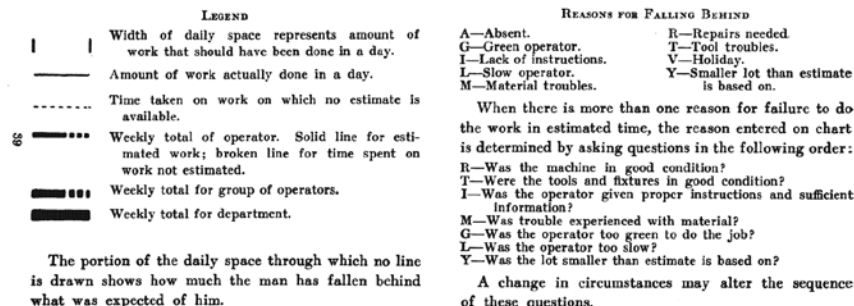 LEGEND
Width of daily space represents amount of
work that should have been done in a day.
Amount of work actually done in a day.
Time taken on work on which no estimate is
available.
Weekly total of operator. Solid line for esti-
mated work; broken line for time spent on
work not estimated.
Weekly total for group of operators.
Weekly total for department.
The portion of the daily space through which no line
is drawn shows how much the man has fallen behind
what was expected of him.
39
REASONS FOR FALLING BEHIND
A—Absent.
G—Green operator.
I—Lack of instructions.
L—Slow operator.
M—Material troubles.
R—Repairs needed.
T—Tool troubles.
V—Holiday.
Y—Smaller lot than estimate
is based on.
When there is more than one reason for failure to do
the work in estimated time, the reason entered on chart
is determined by asking questions in the following order:
R—Was the machine in good condition?
T—Were the tools and fixtures in good condition?
I—Was the operator given proper instructions and sufficient
information?
M—Was trouble experienced with material?
G—Was the operator too green to do the job?
L—Was the operator too slow?
Y—Was the lot smaller than estimate is based on?
A change in circumstances may alter the sequence
of these questions.